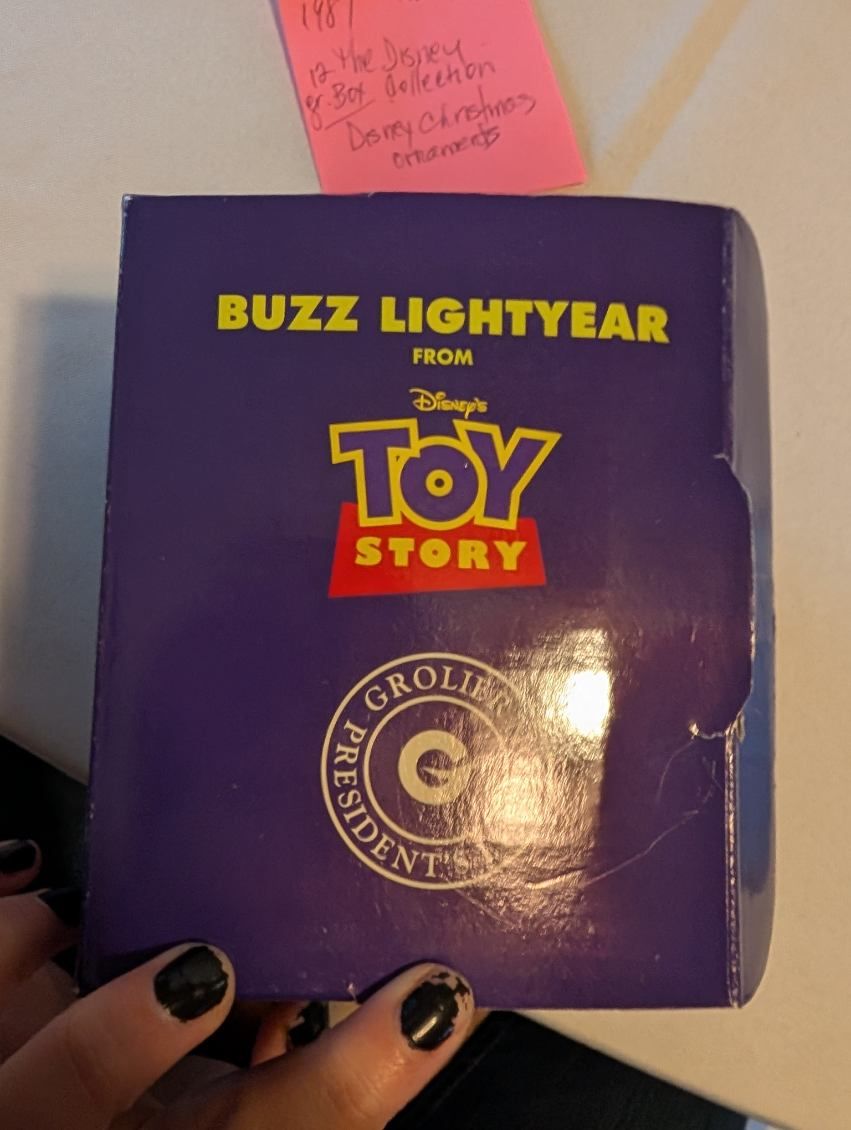 1987
12 The Disney
gr. Box Collection
Disney Christmas
ornaments
BUZZ LIGHTYEAR
FROM
DISNEY'S
TOY
STORY
GROLIER
PRESIDENT'S
G